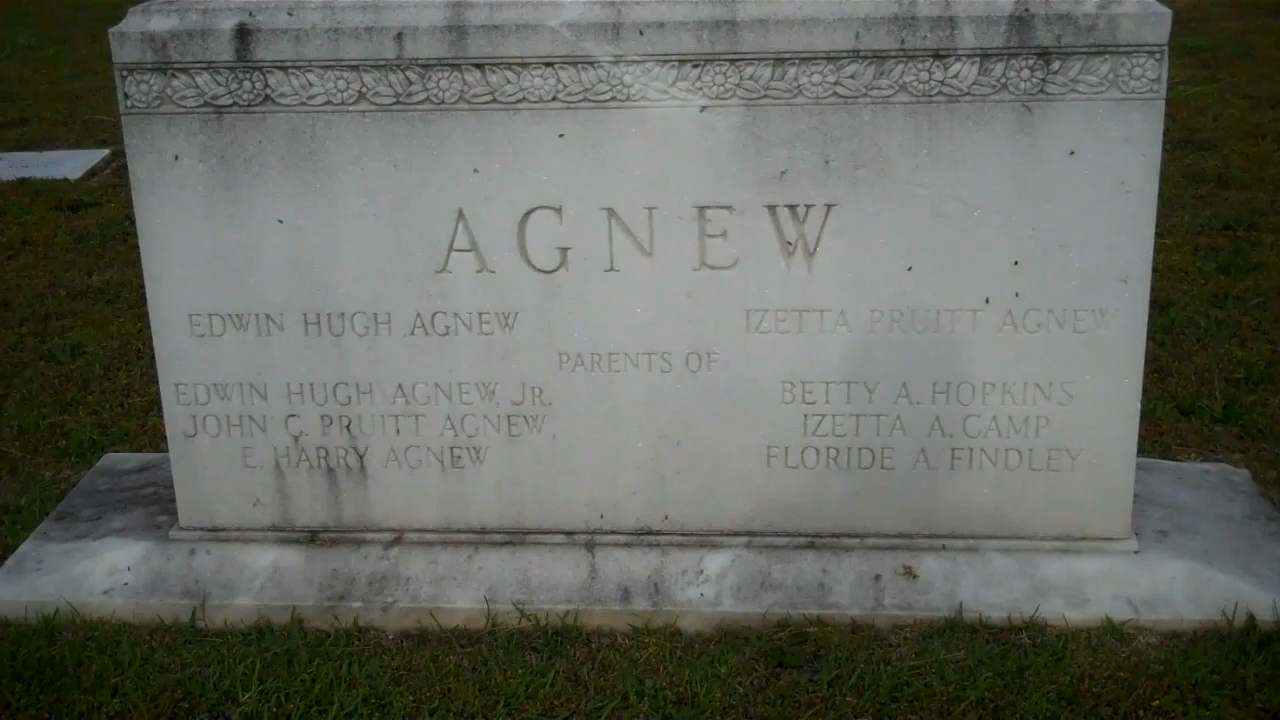 AGNEW
EDWIN HUGH AGNEW
IZETTA PRUITT AGNEW
PARENTS OF
EDWIN HUGH AGNEW, JR.
JOHN C. PRUITT AGNEW
E. HARRY AGNEW
BETTY A. HOPKINS
IZETTA A. CAMP
FLORIDE A. FINDLEY